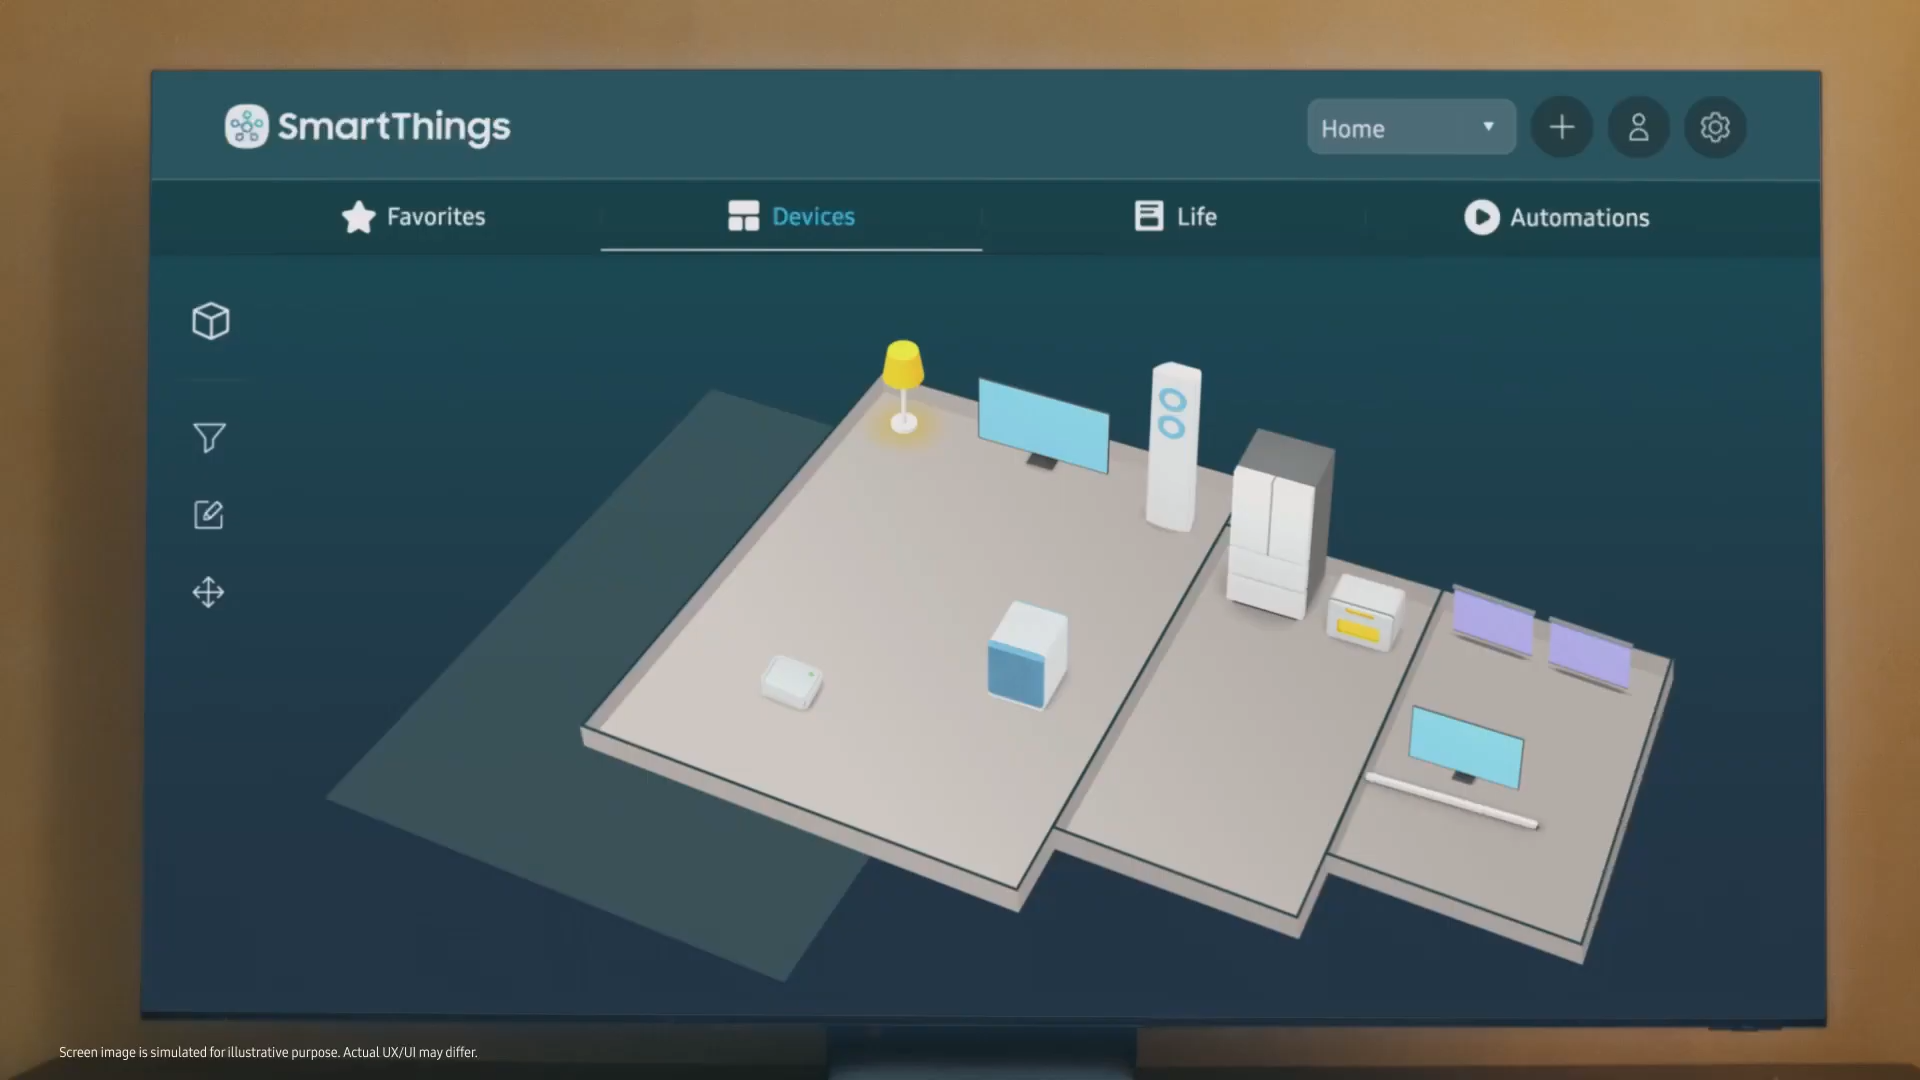 SmartThings
Home
Favorites
Devices
Life
Automations
Screen image is simulated for illustrative purpose. Actual UX/UI may differ.